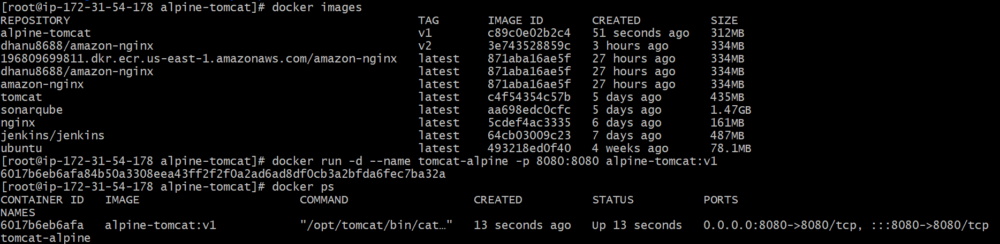 [root@ip-172-31-54-178 alpine-tomcat]# docker images
REPOSITORY TAG IMAGE ID CREATED SIZE
alpine-tomcat v1 c89c0e02b2c4 51 seconds ago 312MB
dhanu8688/amazon-nginx v2 3e743528859c 3 hours ago 334MB
196809699811.dkr.ecr.us-east-1.amazonaws.com/amazon-nginx latest 871aba16ae5f 27 hours ago 334MB
dhanu8688/amazon-nginx latest 871aba16ae5f 27 hours ago 334MB
amazon-nginx latest 871aba16ae5f 27 hours ago 334MB
tomcat latest c4f54354c57b 5 days ago 435MB
sonarqube latest aa698edc0cfc 5 days ago 1.47GB
nginx latest 5cdef4ac3335 6 days ago 161MB
jenkins/jenkins latest 64cb03009c23 7 days ago 487MB
ubuntu latest 493218ed0f40 4 weeks ago 78.1MB
[root@ip-172-31-54-178 alpine-tomcat]# docker run -d --name tomcat-alpine -p 8080:8080 alpine-tomcat:v1
6017b6eb6afa84b50a3308eea43ff2f2f0a2ad6ad8df0cb3a2bfda6fec7ba32a
[root@ip-172-31-54-178 alpine-tomcat]# docker ps
CONTAINER ID IMAGE COMMAND CREATED STATUS PORTS
NAMES
6017b6eb6afa alpine-tomcat:v1 "/opt/tomcat/bin/cat…" 13 seconds ago Up 13 seconds 0.0.0.0:8080->8080/tcp, :::8080->8080/tcp
tomcat-alpine